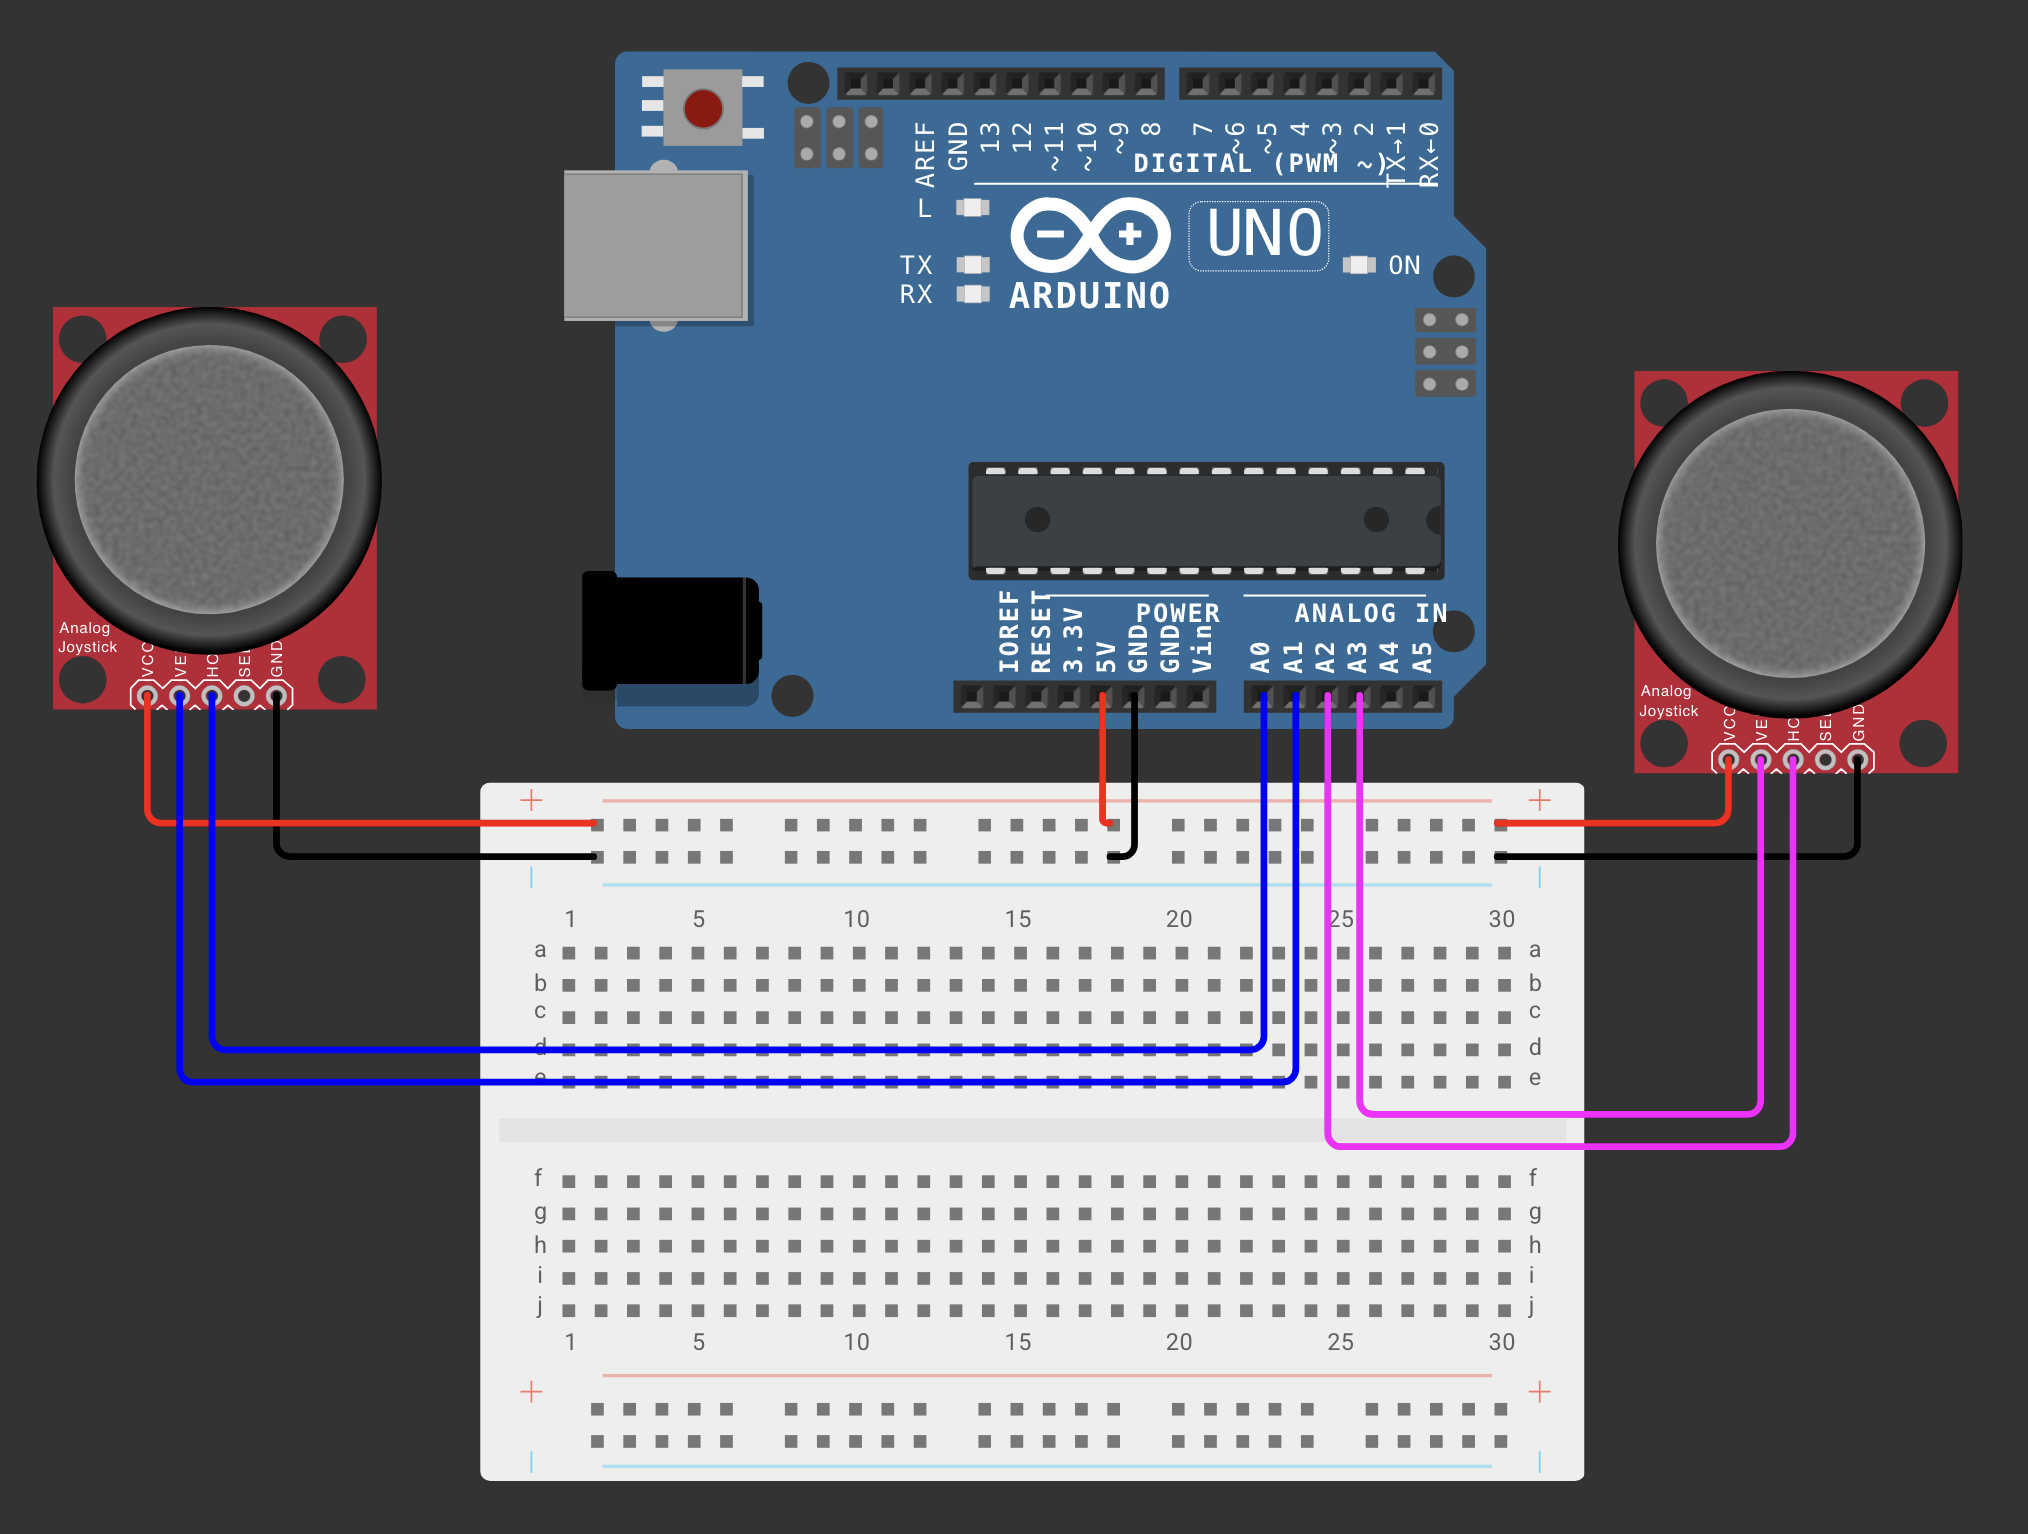 AREF
GND
13
12
~11
~10
~9
8
7
~6
~5
4
~3
2
TX→1
RX←0
DIGITAL (PWM ~)
L
TX
RX
ARDUINO
UNO
ON
IOREF
RESET
3.3V
5V
GND
GND
Vin
POWER
ANALOG IN
A0
A1
A2
A3
A4
A5
Analog
Joystick
VCC
VE
HO
SEL
GND
Analog
Joystick
VCC
VE
HO
SEL
GND
1 5 10 15 20 25 30
a a
b b
c c
d d
e e
f f
g g
h h
i i
j j
1 5 10 15 20 25 30